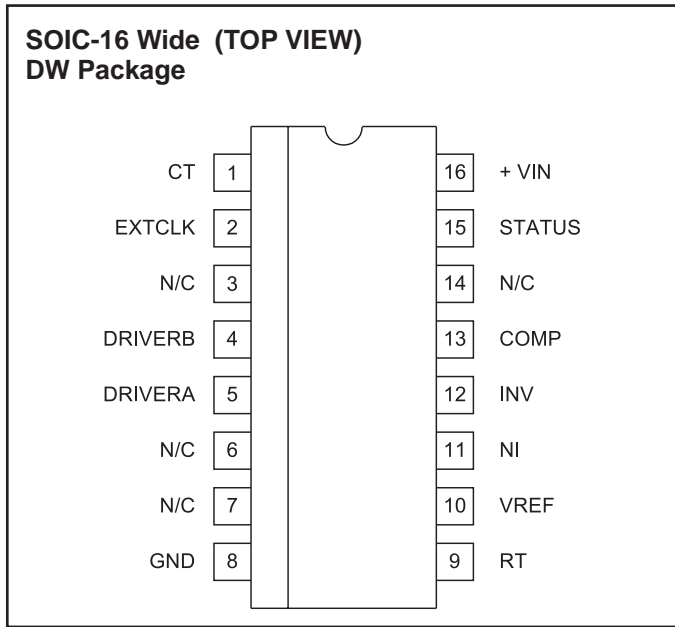 SOIC-16 Wide (TOP VIEW)
DW Package
CT 1 16 + VIN
EXTCLK 2 15 STATUS
N/C 3 14 N/C
DRIVERB 4 13 COMP
DRIVERA 5 12 INV
N/C 6 11 NI
N/C 7 10 VREF
GND 8 9 RT